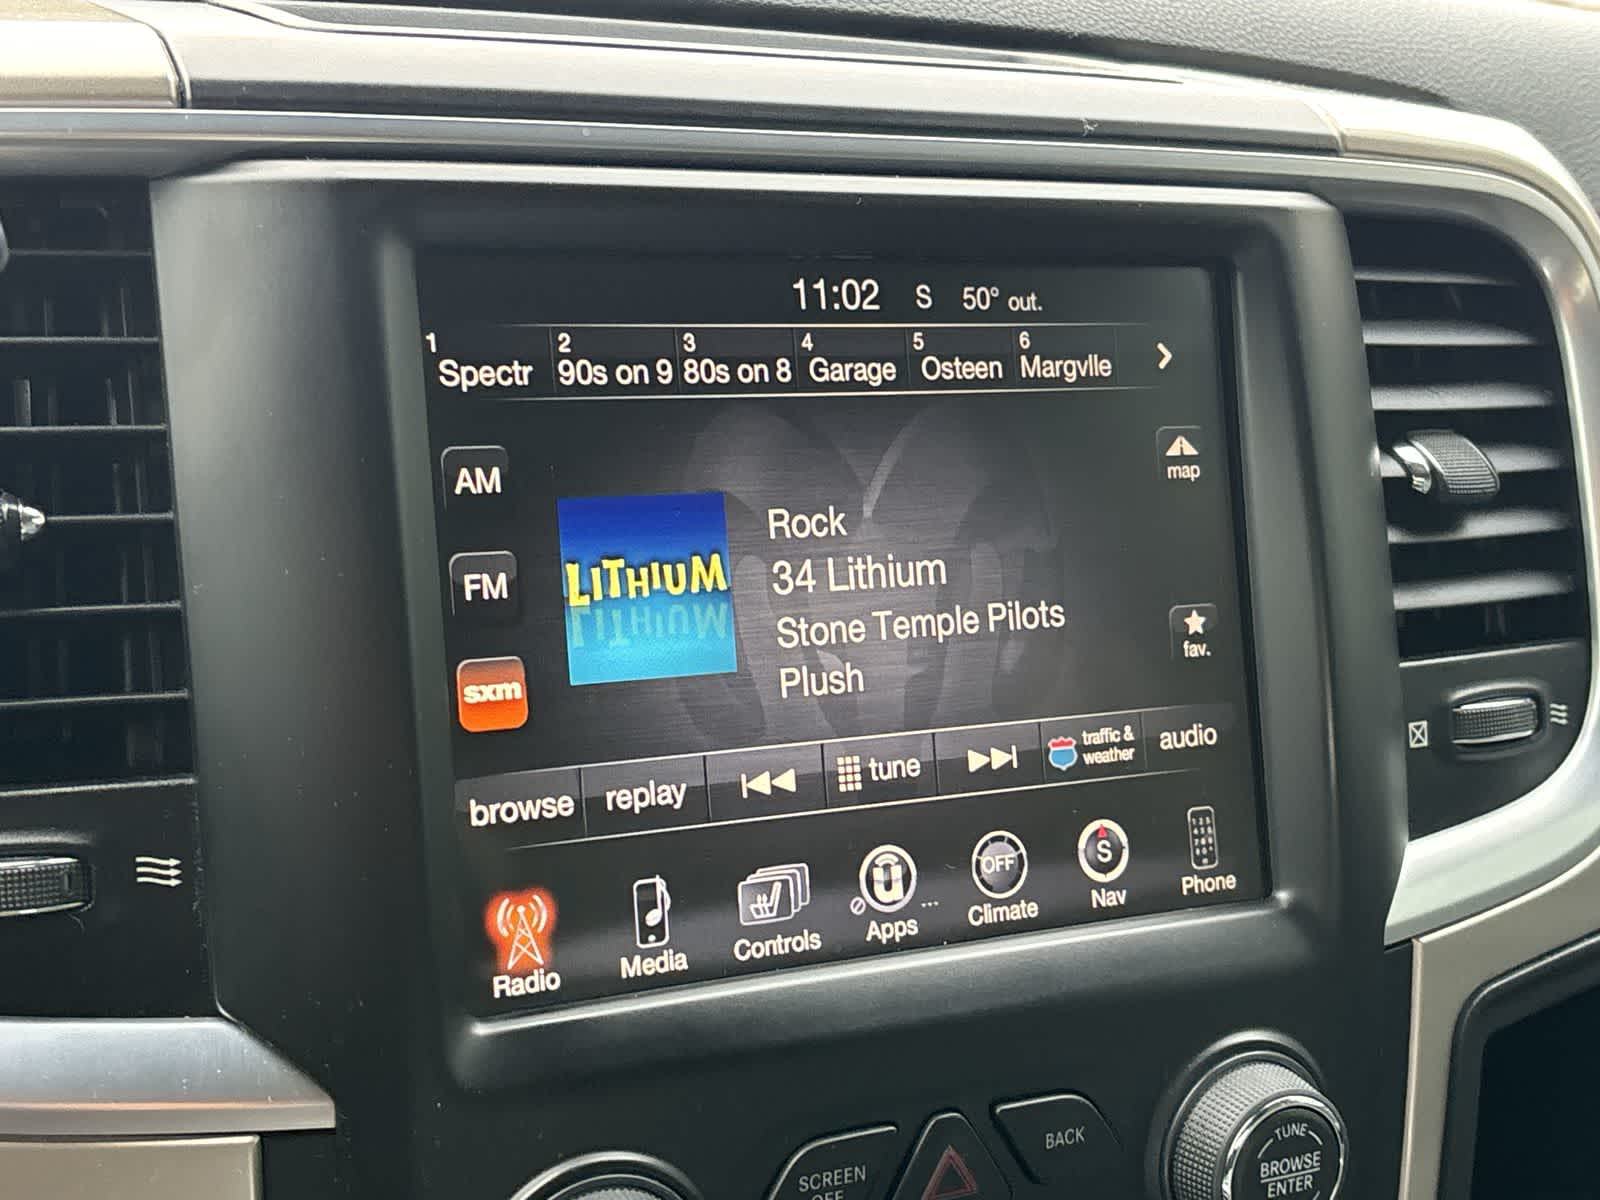 11:02 S 50° out.
1 Spectr
2 90s on 9
3 80s on 8
4 Garage
5 Osteen
6 Margvlle
AM
FM
sxm
LITHIUM
Rock
34 Lithium
Stone Temple Pilots
Plush
map
fav.
browse
replay
tune
traffic &
weather
audio
Radio
Media
Controls
Apps
...
OFF
Climate
S
Nav
Phone
SCREEN
OFF
BACK
TUNE
BROWSE
ENTER